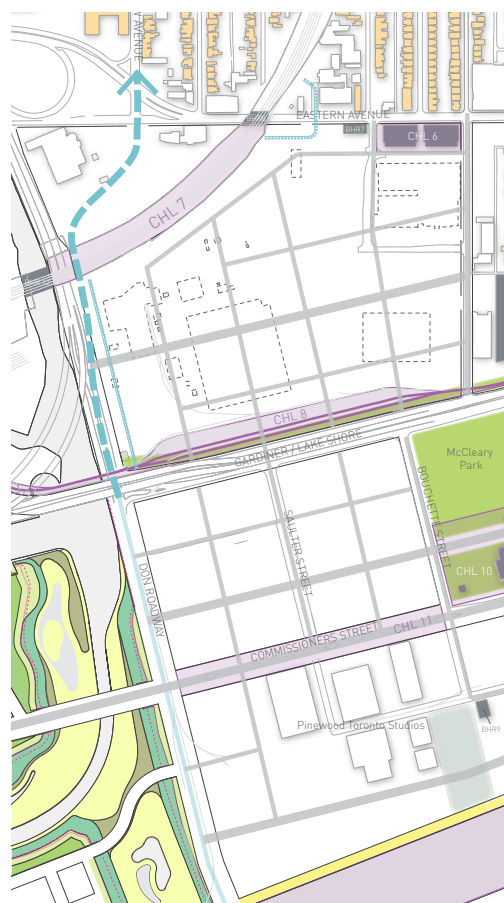 AVENUE
EASTERN AVENUE
BHR7
CHL 6
CHL 7
CHL 8
GARDINER / LAKE SHORE
McCleary
Park
BOUCHETTE STREET
SAULTER STREET
DON ROADWAY
CHL 10
COMMISSIONERS STREET
CHL 11
Pinewood Toronto Studios
BHR9